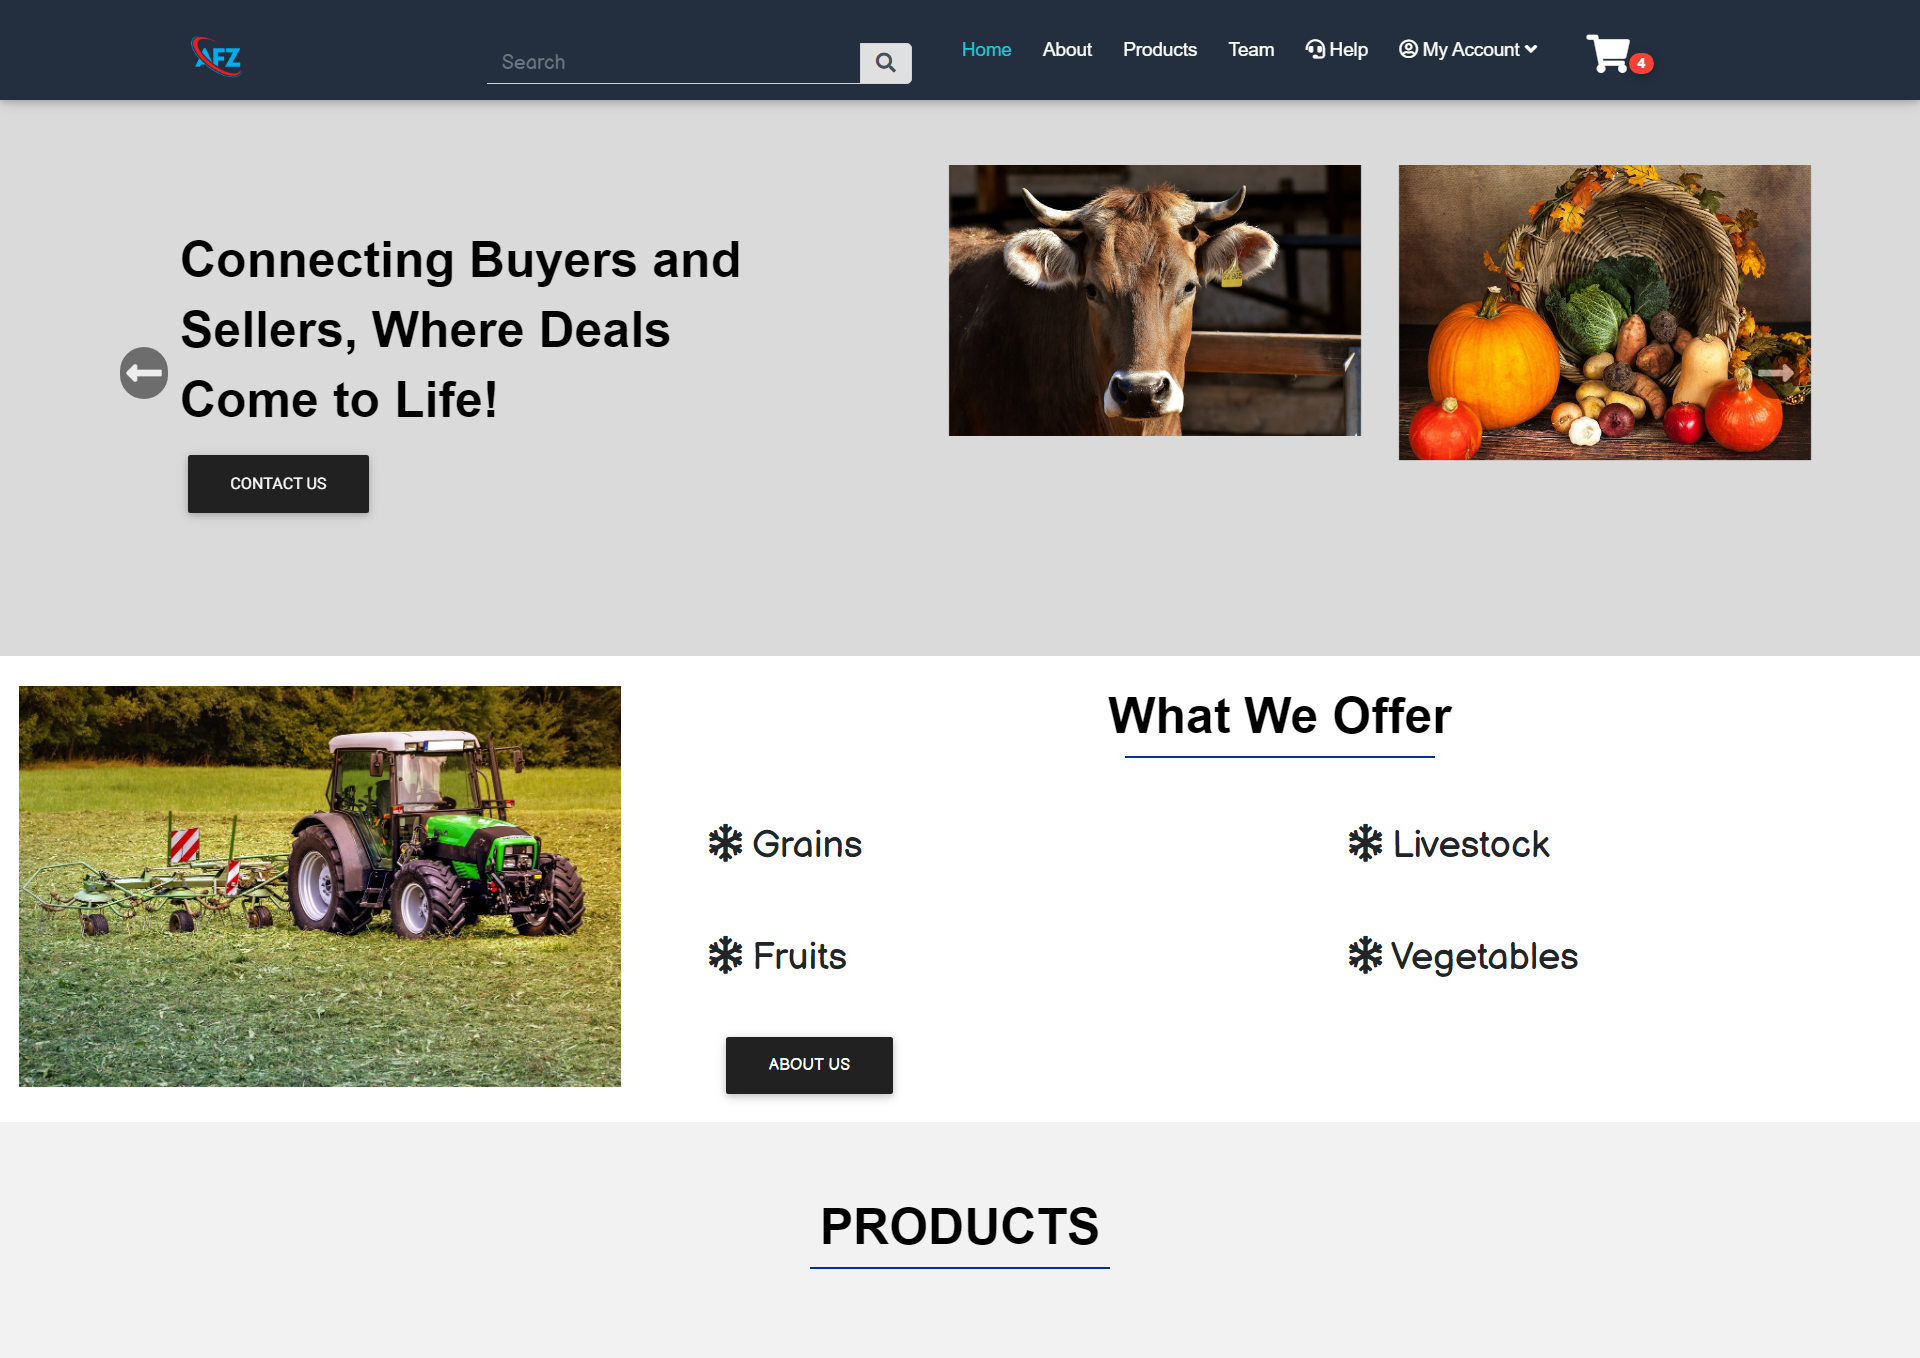 AFZ
Search
Home About Products Team Help My Account
4
Connecting Buyers and
Sellers, Where Deals
Come to Life!
CONTACT US
What We Offer
Grains
Livestock
Fruits
Vegetables
ABOUT US
PRODUCTS